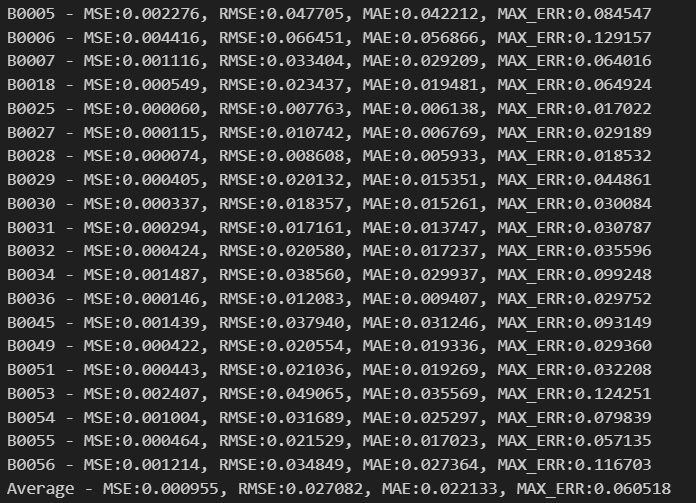 B0005 - MSE:0.002276, RMSE:0.047705, MAE:0.042212, MAX_ERR:0.084547
B0006 - MSE:0.004416, RMSE:0.066451, MAE:0.056866, MAX_ERR:0.129157
B0007 - MSE:0.001116, RMSE:0.033404, MAE:0.029209, MAX_ERR:0.064016
B0018 - MSE:0.000549, RMSE:0.023437, MAE:0.019481, MAX_ERR:0.064924
B0025 - MSE:0.000060, RMSE:0.007763, MAE:0.006138, MAX_ERR:0.017022
B0027 - MSE:0.000115, RMSE:0.010742, MAE:0.006769, MAX_ERR:0.029189
B0028 - MSE:0.000074, RMSE:0.008608, MAE:0.005933, MAX_ERR:0.018532
B0029 - MSE:0.000405, RMSE:0.020132, MAE:0.015351, MAX_ERR:0.044861
B0030 - MSE:0.000337, RMSE:0.018357, MAE:0.015261, MAX_ERR:0.030084
B0031 - MSE:0.000294, RMSE:0.017161, MAE:0.013747, MAX_ERR:0.030787
B0032 - MSE:0.000424, RMSE:0.020580, MAE:0.017237, MAX_ERR:0.035596
B0034 - MSE:0.001487, RMSE:0.038560, MAE:0.029937, MAX_ERR:0.099248
B0036 - MSE:0.000146, RMSE:0.012083, MAE:0.009407, MAX_ERR:0.029752
B0045 - MSE:0.001439, RMSE:0.037940, MAE:0.031246, MAX_ERR:0.093149
B0049 - MSE:0.000422, RMSE:0.020554, MAE:0.019336, MAX_ERR:0.029360
B0051 - MSE:0.000443, RMSE:0.021036, MAE:0.019269, MAX_ERR:0.032208
B0053 - MSE:0.002407, RMSE:0.049065, MAE:0.035569, MAX_ERR:0.124251
B0054 - MSE:0.001004, RMSE:0.031689, MAE:0.025297, MAX_ERR:0.079839
B0055 - MSE:0.000464, RMSE:0.021529, MAE:0.017023, MAX_ERR:0.057135
B0056 - MSE:0.001214, RMSE:0.034849, MAE:0.027364, MAX_ERR:0.116703
Average - MSE:0.000955, RMSE:0.027082, MAE:0.022133, MAX_ERR:0.060518